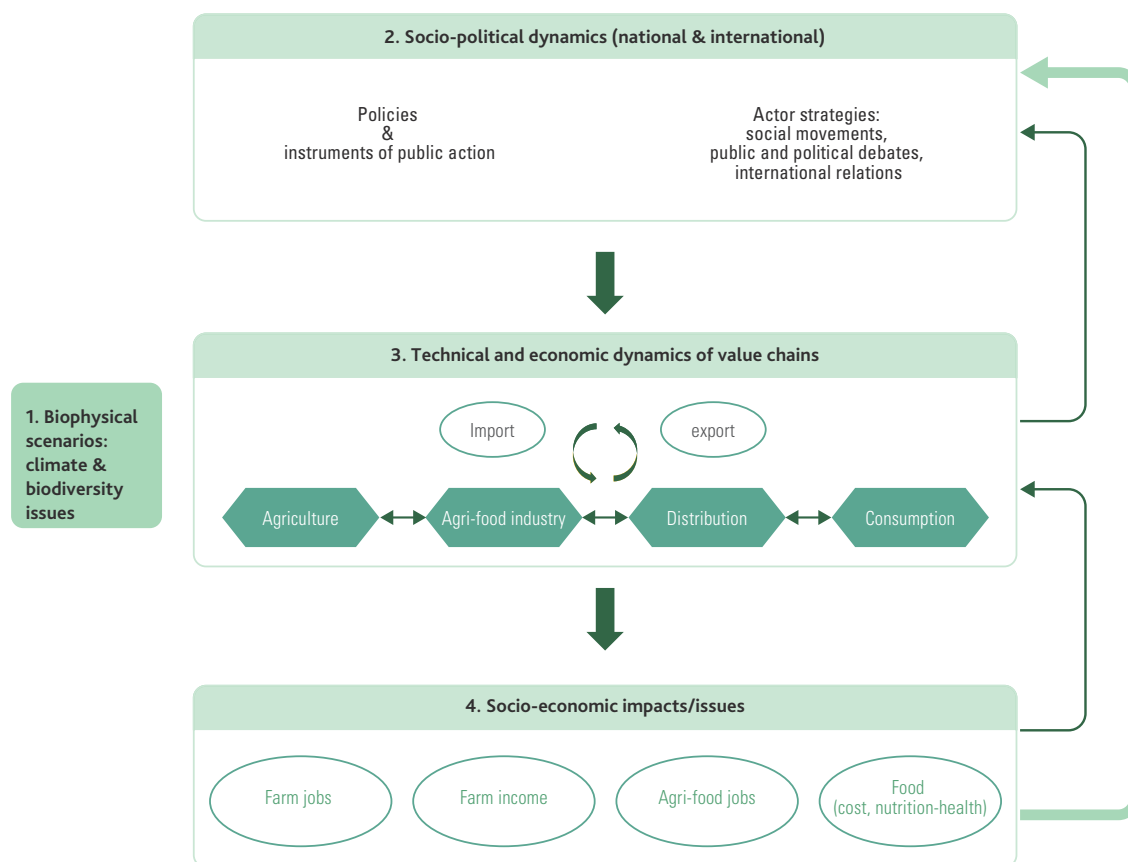 2. Socio-political dynamics (national & international)
Policies
&
instruments of public action
Actor strategies:
social movements,
public and political debates,
international relations
3. Technical and economic dynamics of value chains
1. Biophysical
scenarios:
climate &
biodiversity
issues
Import
export
Agriculture
Agri-food industry
Distribution
Consumption
4. Socio-economic impacts/issues
Farm jobs
Farm income
Agri-food jobs
Food
(cost, nutrition-health)